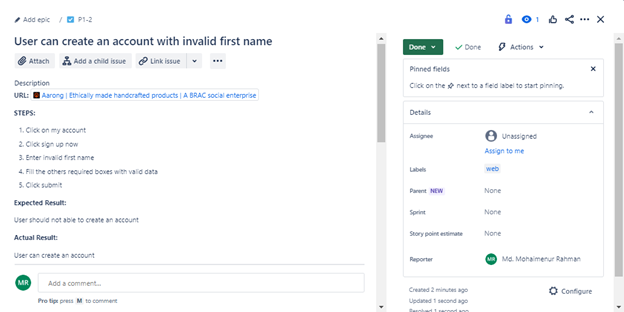 Add epic / P1-2
1
User can create an account with invalid first name
Attach
Add a child issue
Link issue
Description
URL: Aarong | Ethically made handcrafted products | A BRAC social enterprise
STEPS:
1. Click on my account
2. Click sign up now
3. Enter invalid first name
4. Fill the others required boxes with valid data
5. Click submit
Expected Result:
User should not able to create an account
Actual Result:
User can create an account
MR
Add a comment...
Pro tip: press M to comment
Done
Done
Actions
Pinned fields
Click on the next to a field label to start pinning.
Details
Assignee
Unassigned
Assign to me
Labels
web
Parent NEW
None
Sprint
None
Story point estimate
None
Reporter
MR
Md. Mohaimenur Rahman
Created 2 minutes ago
Updated 1 second ago
Resolved 1 second ago
Configure